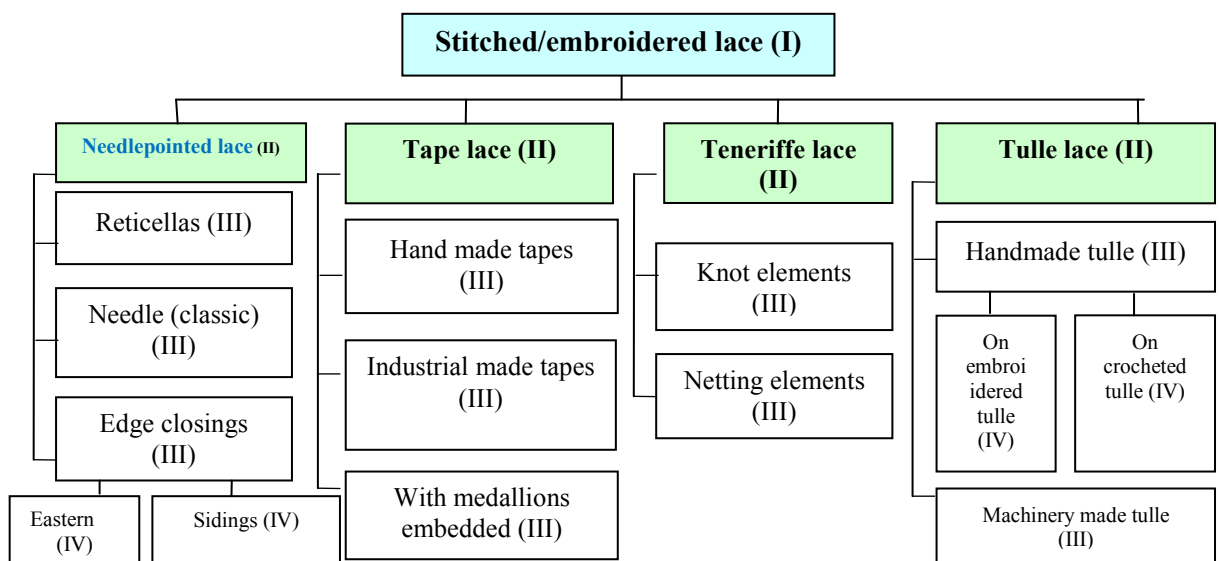 Stitched/embroidered lace (I)
Needlepointed lace (II)
Reticellas (III)
Needle (classic)
(III)
Edge closings
(III)
Eastern
(IV)
Sidings (IV)
Tape lace (II)
Hand made tapes
(III)
Industrial made tapes
(III)
With medallions
embedded (III)
Teneriffe lace
(II)
Knot elements
(III)
Netting elements
(III)
Tulle lace (II)
Handmade tulle (III)
On
embroi
idered
tulle
(IV)
On
crocheted
tulle (IV)
Machinery made tulle
(III)